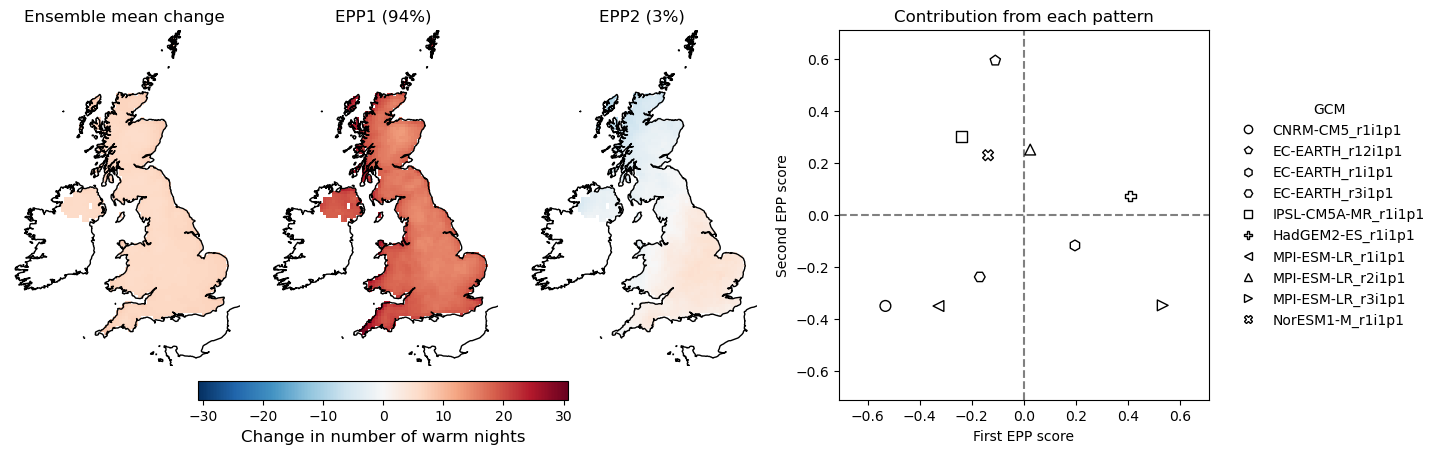 Ensemble mean change
EPP1 (94%)
EPP2 (3%)
−30 −20 −10 0 10 20 30
Change in number of warm nights
Contribution from each pattern
Second EPP score
0.6
0.4
0.2
0.0
−0.2
−0.4
−0.6
−0.6 −0.4 −0.2 0.0 0.2 0.4 0.6
First EPP score
GCM
CNRM-CM5_r1i1p1
EC-EARTH_r12i1p1
EC-EARTH_r1i1p1
EC-EARTH_r3i1p1
IPSL-CM5A-MR_r1i1p1
HadGEM2-ES_r1i1p1
MPI-ESM-LR_r1i1p1
MPI-ESM-LR_r2i1p1
MPI-ESM-LR_r3i1p1
NorESM1-M_r1i1p1